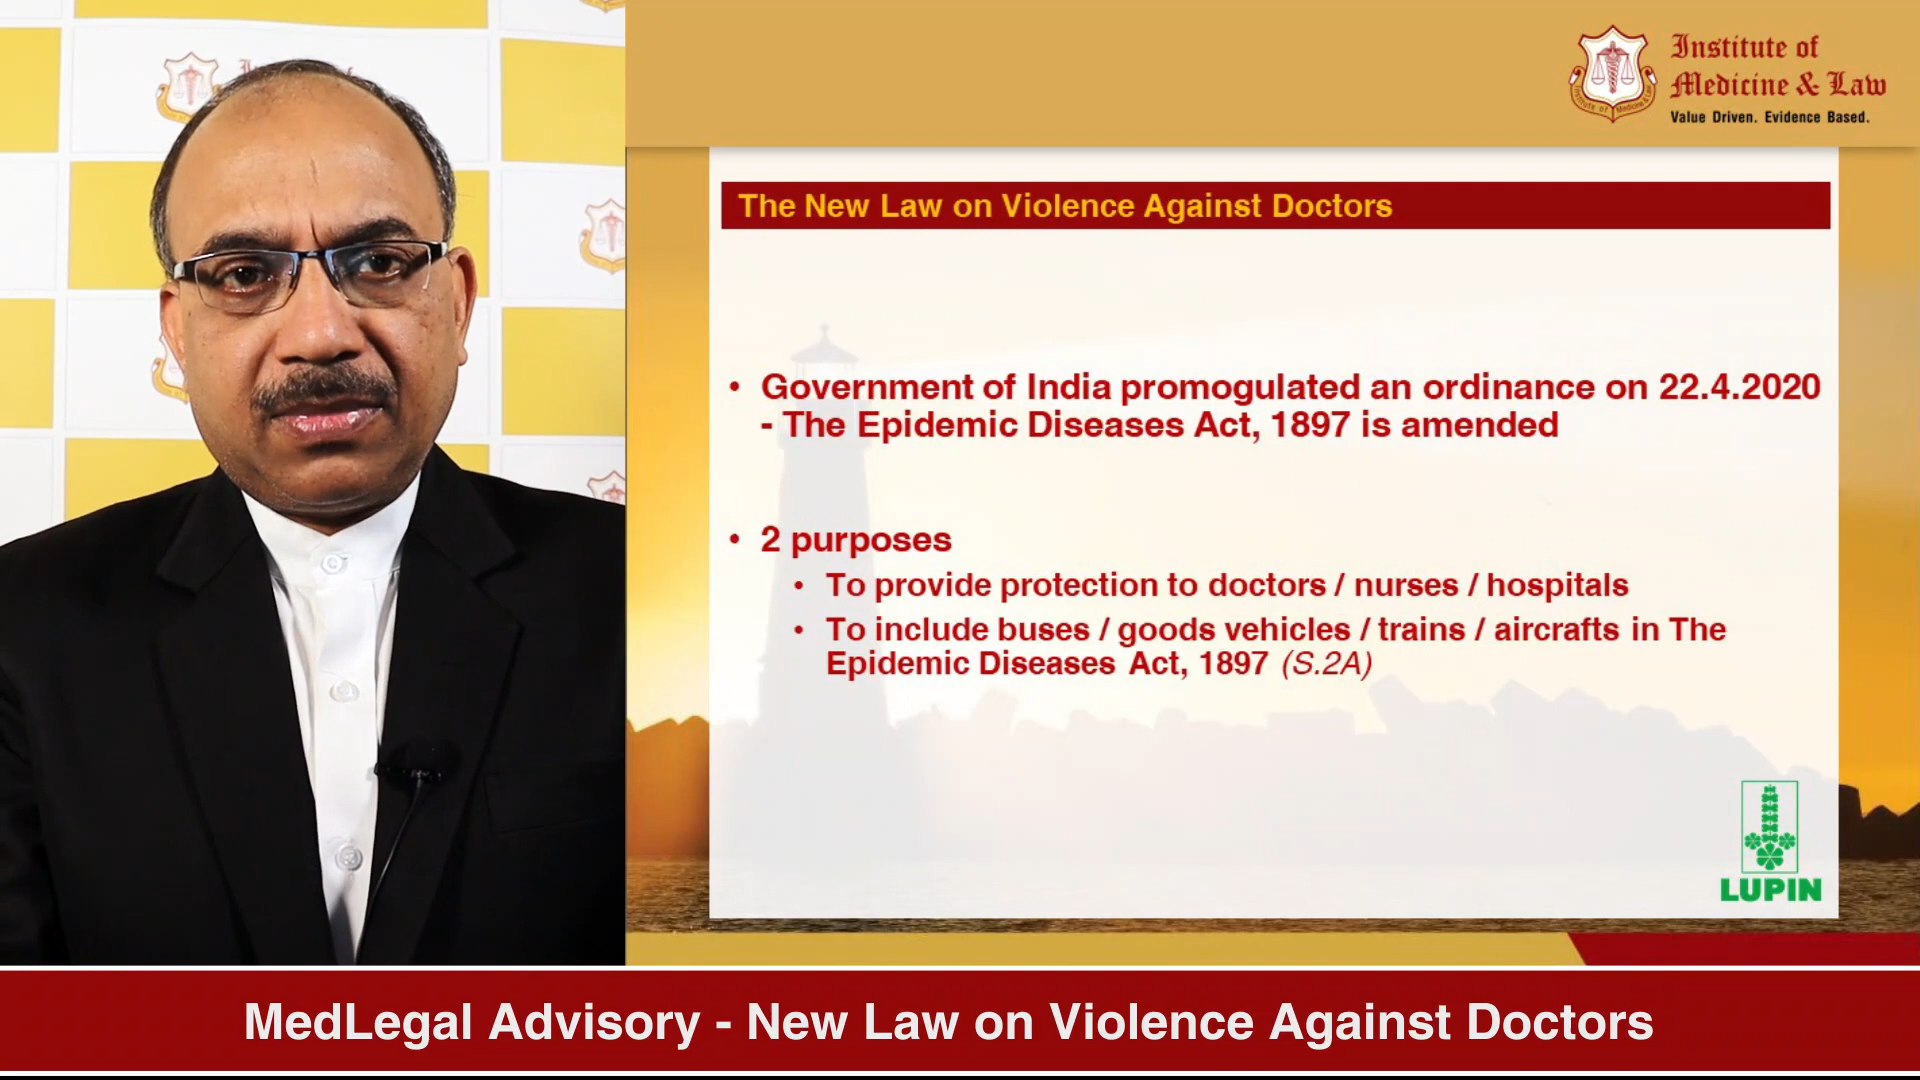 Institute of
Medicine & Law
Value Driven. Evidence Based.
The New Law on Violence Against Doctors
• Government of India promogulated an ordinance on 22.4.2020
- The Epidemic Diseases Act, 1897 is amended
• 2 purposes
• To provide protection to doctors / nurses / hospitals
• To include buses / goods vehicles / trains / aircrafts in The
Epidemic Diseases Act, 1897 (S.2A)
LUPIN
MedLegal Advisory - New Law on Violence Against Doctors